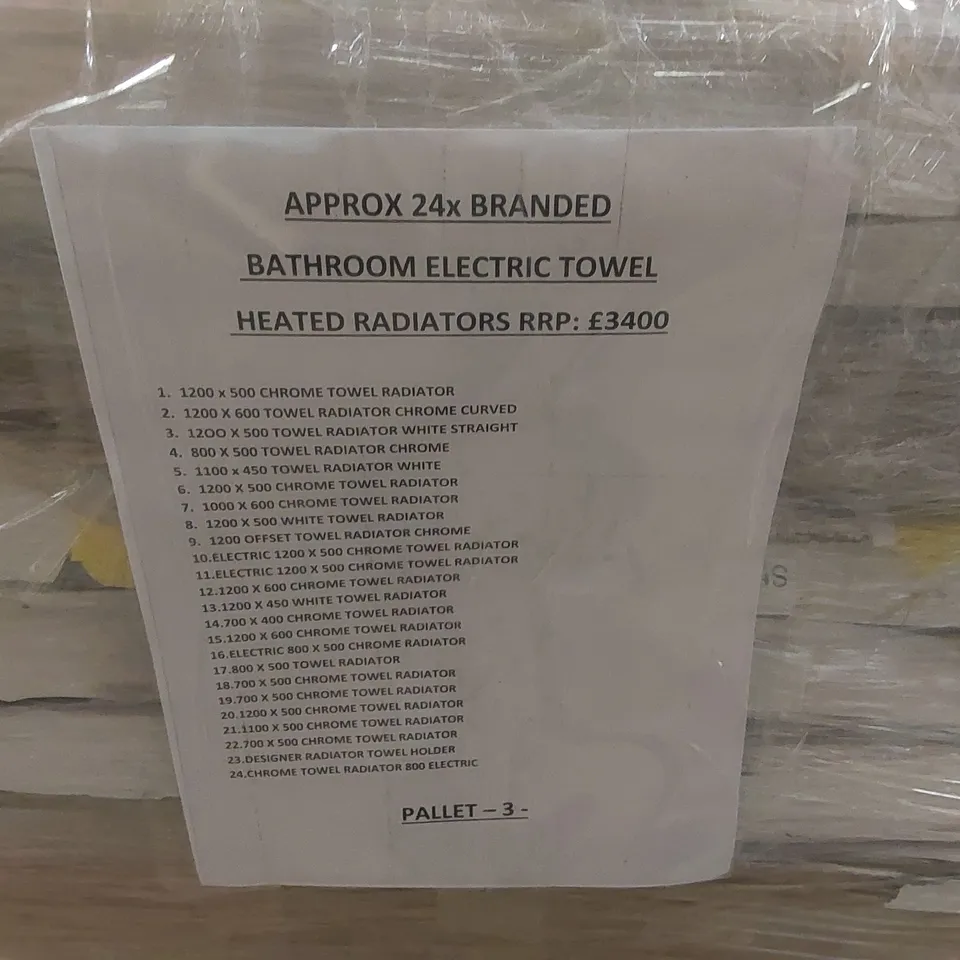 APPROX 24x BRANDED
BATHROOM ELECTRIC TOWEL
HEATED RADIATORS RRP: £3400
1. 1200 x 500 CHROME TOWEL RADIATOR
2. 1200 X 600 TOWEL RADIATOR CHROME CURVED
3. 12OO X 500 TOWEL RADIATOR WHITE STRAIGHT
4. 800 X 500 TOWEL RADIATOR CHROME
5. 1100 x 450 TOWEL RADIATOR WHITE
6. 1200 X 500 CHROME TOWEL RADIATOR
7. 1000 X 600 CHROME TOWEL RADIATOR
8. 1200 X 500 WHITE TOWEL RADIATOR
9. 1200 OFFSET TOWEL RADIATOR CHROME
10.ELECTRIC 1200 X 500 CHROME TOWEL RADIATOR
11.ELECTRIC 1200 X 500 CHROME TOWEL RADIATOR
12.1200 X 600 CHROME TOWEL RADIATOR
13.1200 X 450 WHITE TOWEL RADIATOR
14.700 X 400 CHROME TOWEL RADIATOR
15.1200 X 600 CHROME TOWEL RADIATOR
16.ELECTRIC 800 X 500 CHROME RADIATOR
17.800 X 500 TOWEL RADIATOR
18.700 X 500 CHROME TOWEL RADIATOR
19.700 X 500 CHROME TOWEL RADIATOR
20.1200 X 500 CHROME TOWEL RADIATOR
21.1100 X 500 CHROME TOWEL RADIATOR
22.700 X 500 CHROME TOWEL RADIATOR
23.DESIGNER RADIATOR TOWEL HOLDER
24.CHROME TOWEL RADIATOR 800 ELECTRIC
PALLET – 3 -